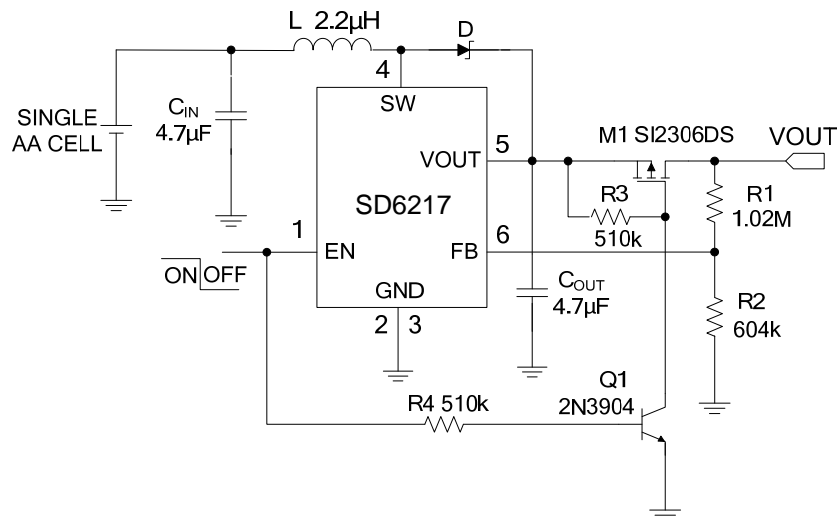 L 2.2µH
D
4
SW
C_IN
4.7µF
SINGLE
AA CELL
5
VOUT
M1 SI2306DS
VOUT
SD6217
R3
510k
R1
1.02M
1
EN
6
FB
ON OFF
GND
2 3
C_OUT
4.7µF
R2
604k
R4 510k
Q1
2N3904